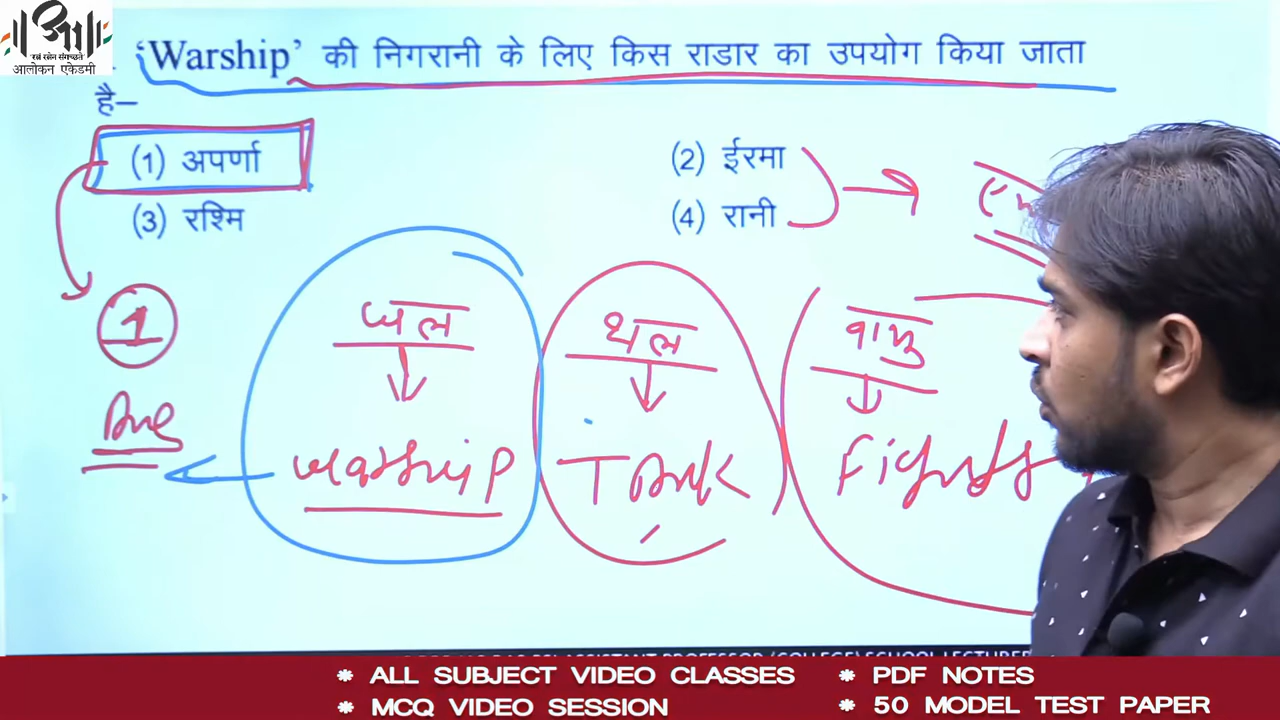 'Warship' की निगरानी के लिए किस राडार का उपयोग किया जाता
है–
(1) अपर्णा
(2) ईरमा
(3) रश्मि
(4) रानी
जल
थल
वायु
1
Ans
warship
Tank
आलोकन एकेडमी
* ALL SUBJECT VIDEO CLASSES
* PDF NOTES
* MCQ VIDEO SESSION
* 50 MODEL TEST PAPER